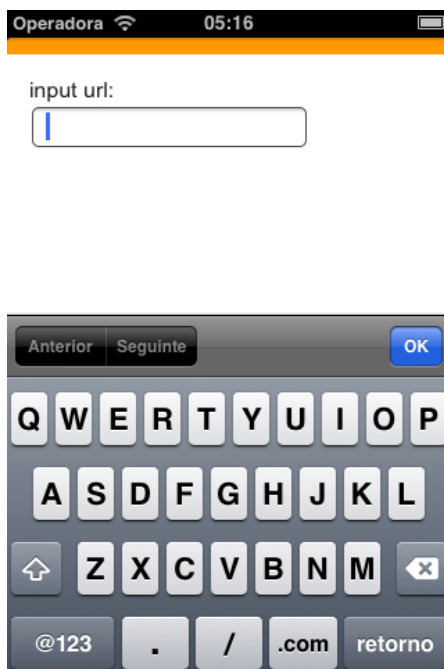 Operadora 05:16
input url:
Anterior Seguinte OK
Q W E R T Y U I O P
A S D F G H J K L
Z X C V B N M
@123 . / .com retorno